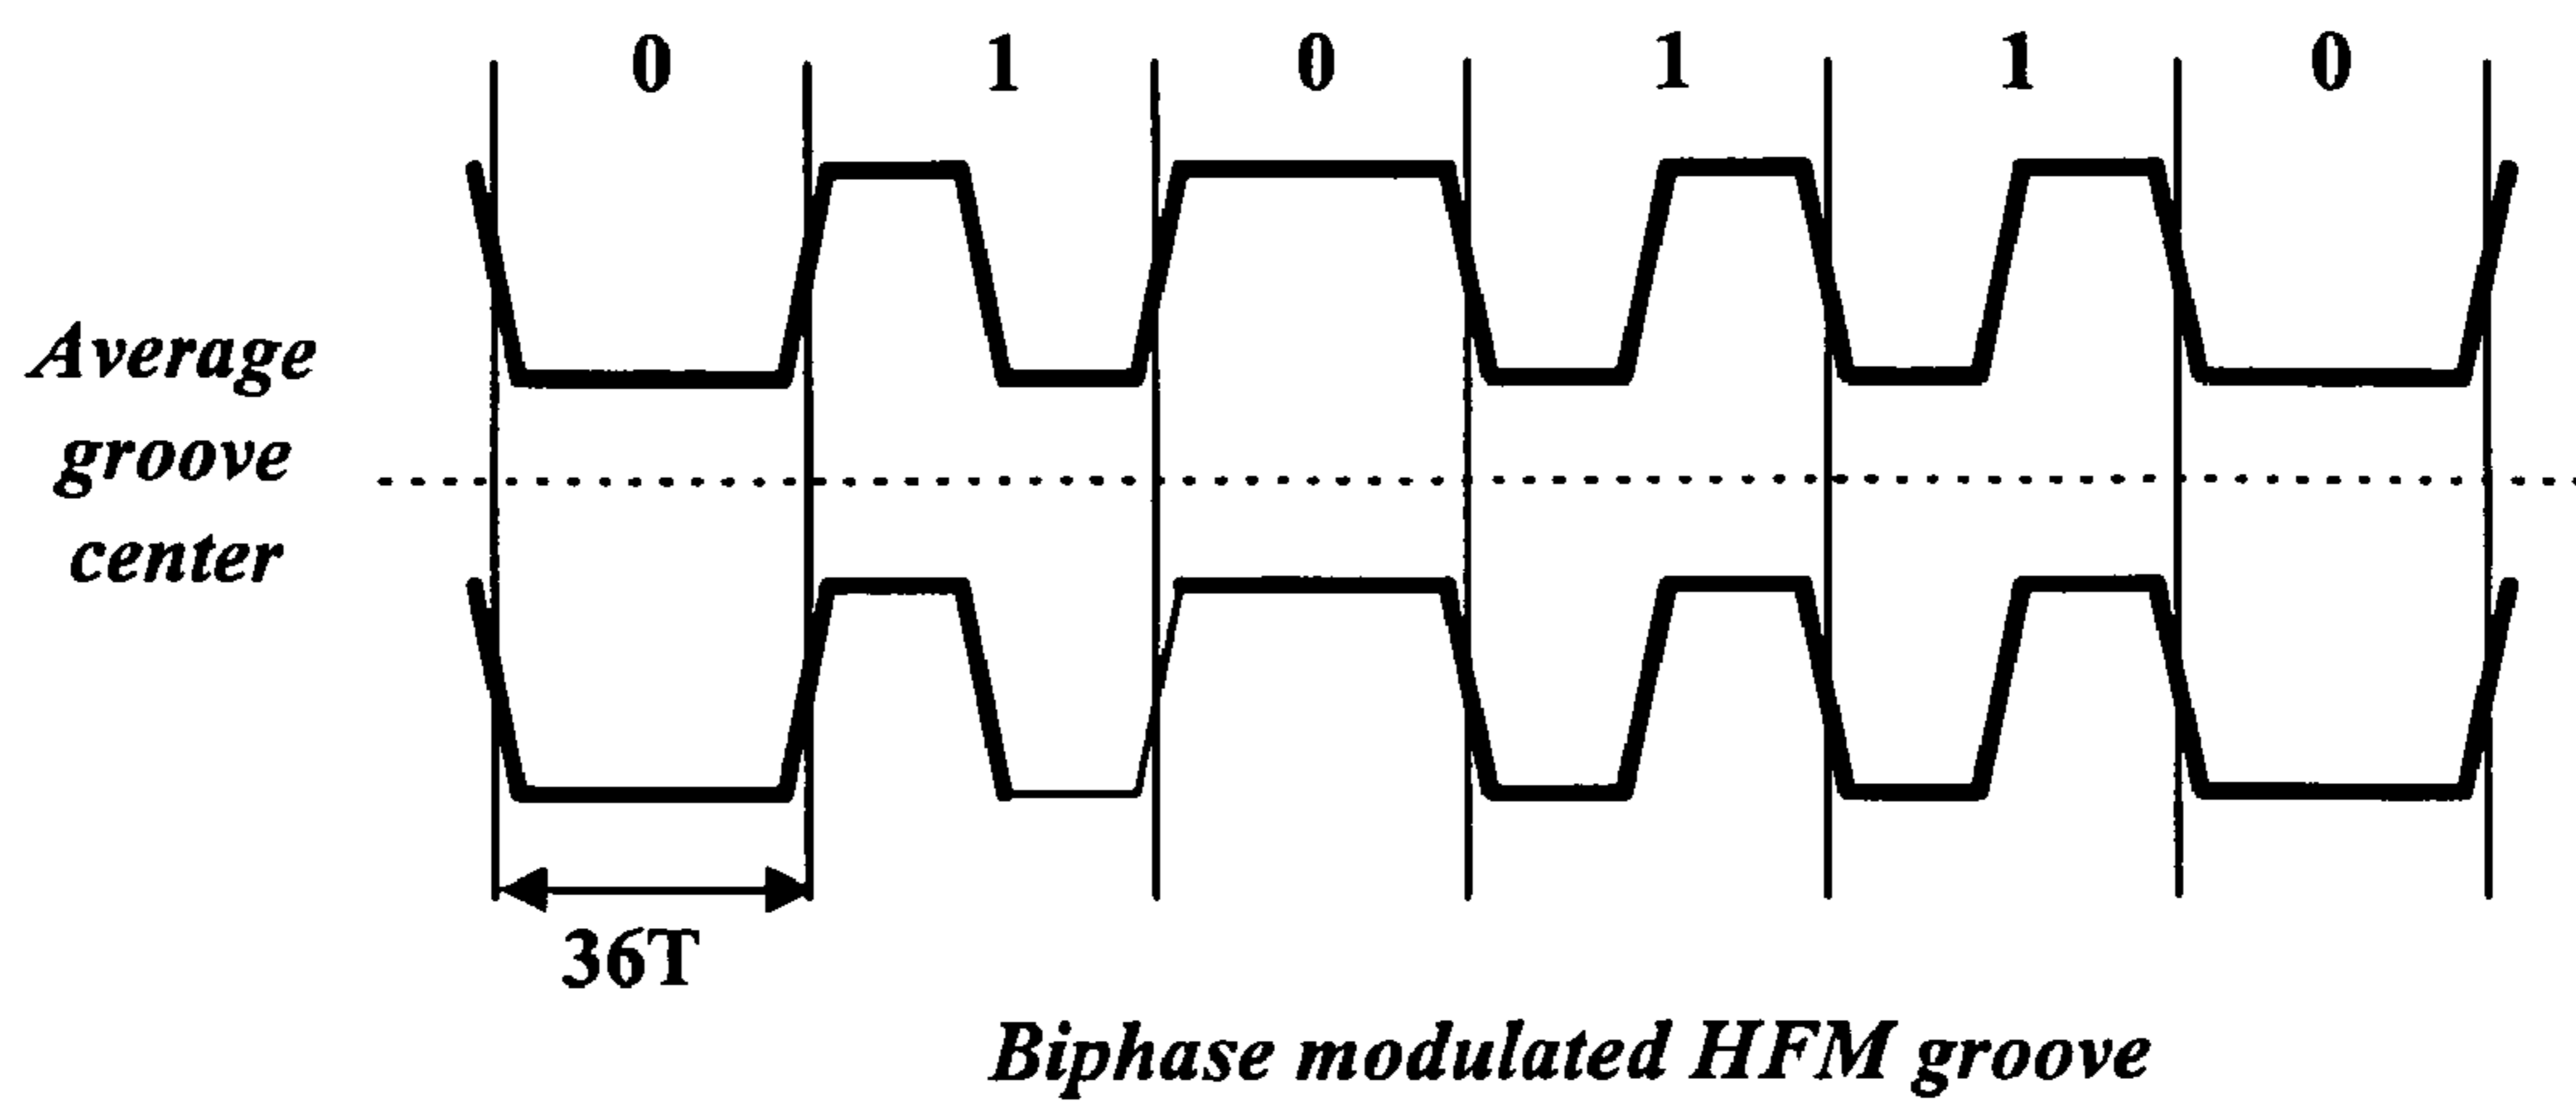 0 1 0 1 1 0
Average
groove
center
36T
Biphase modulated HFM groove